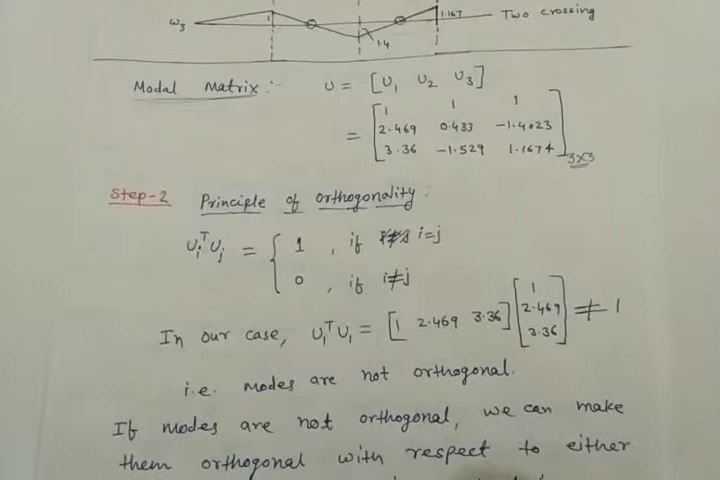 ω₃ 1 1.4 1.167 Two crossing
Modal Matrix :- U = [U₁ U₂ U₃]
= [1 1 1
2.469 0.433 -1.4023
3.36 -1.529 1.1674] 3×3
Step-2 Principle of orthogonality :
Uᵢᵀ Uⱼ = { 1 , if i=j
0 , if i≠j
In our case, U₁ᵀU₁ = [1 2.469 3.36] [1 2.469 3.36] ≠ 1
i.e. modes are not orthogonal.
If modes are not orthogonal, we can make
them orthogonal with respect to either